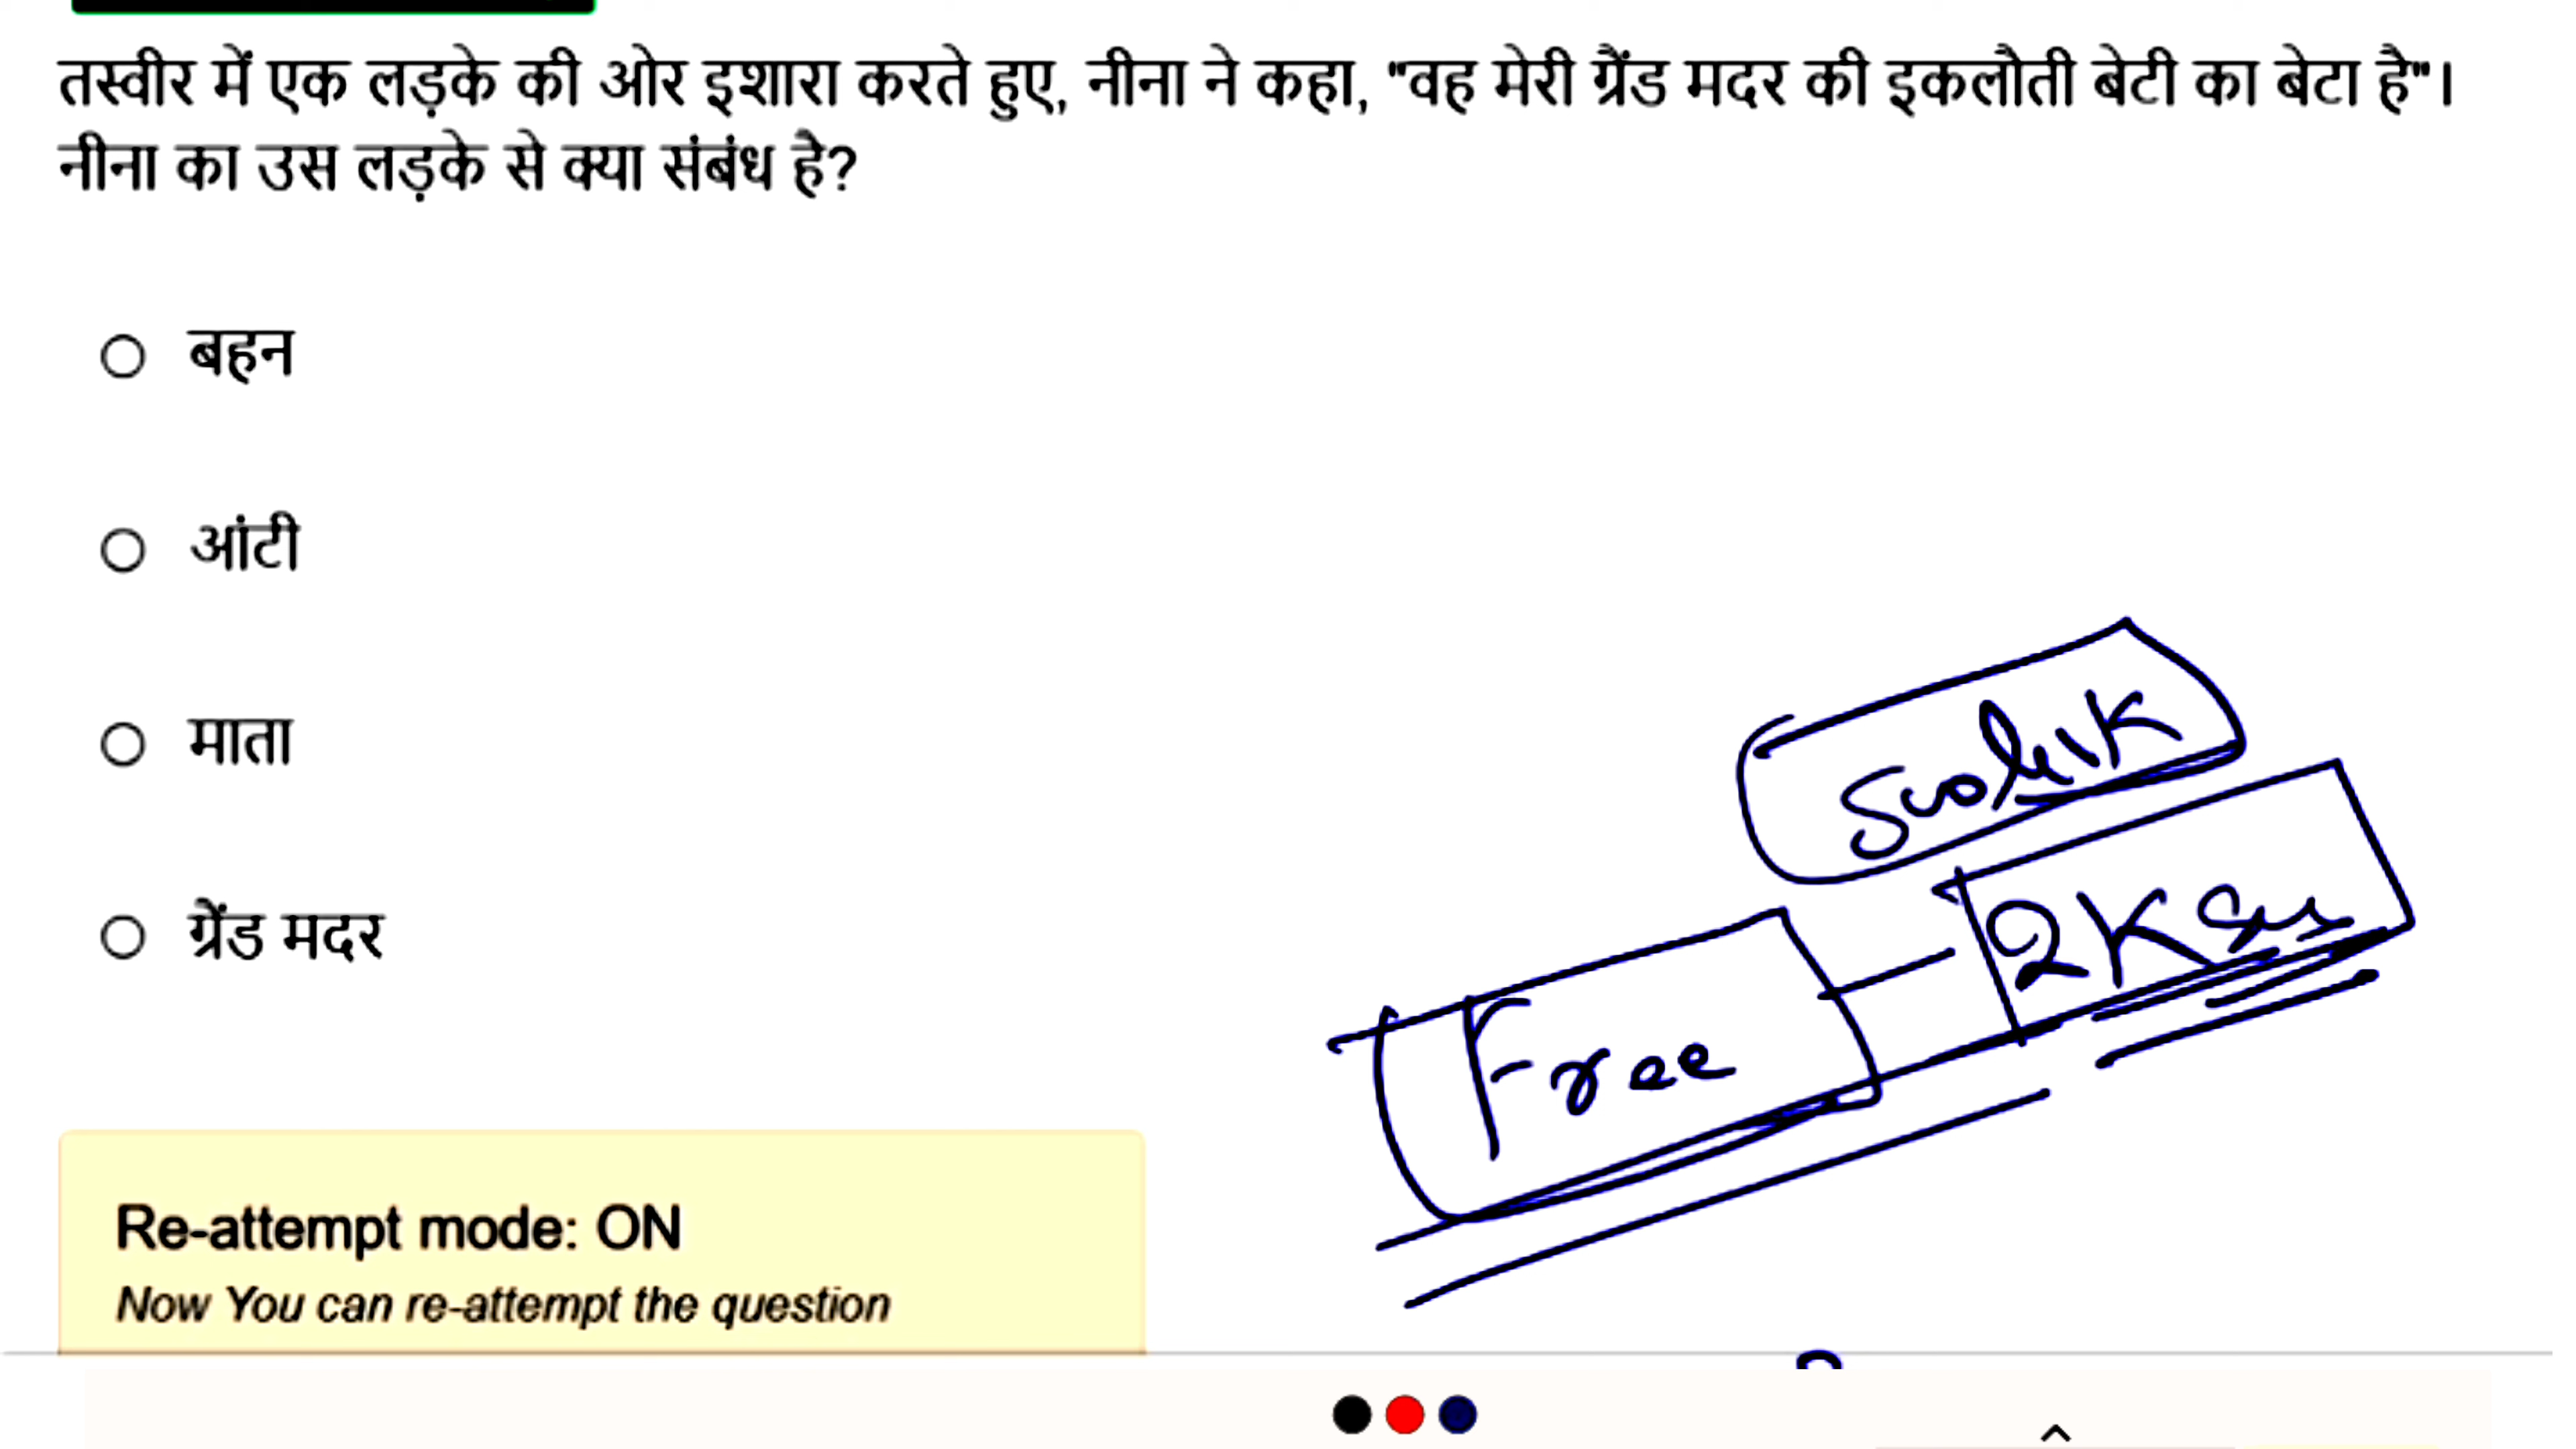 तस्वीर में एक लड़के की ओर इशारा करते हुए, नीना ने कहा, "वह मेरी ग्रैंड मदर की इकलौती बेटी का बेटा है"।
नीना का उस लड़के से क्या संबंध है?
बहन
आंटी
माता
ग्रेंड मदर
Free
2K
Re-attempt mode: ON
Now You can re-attempt the question